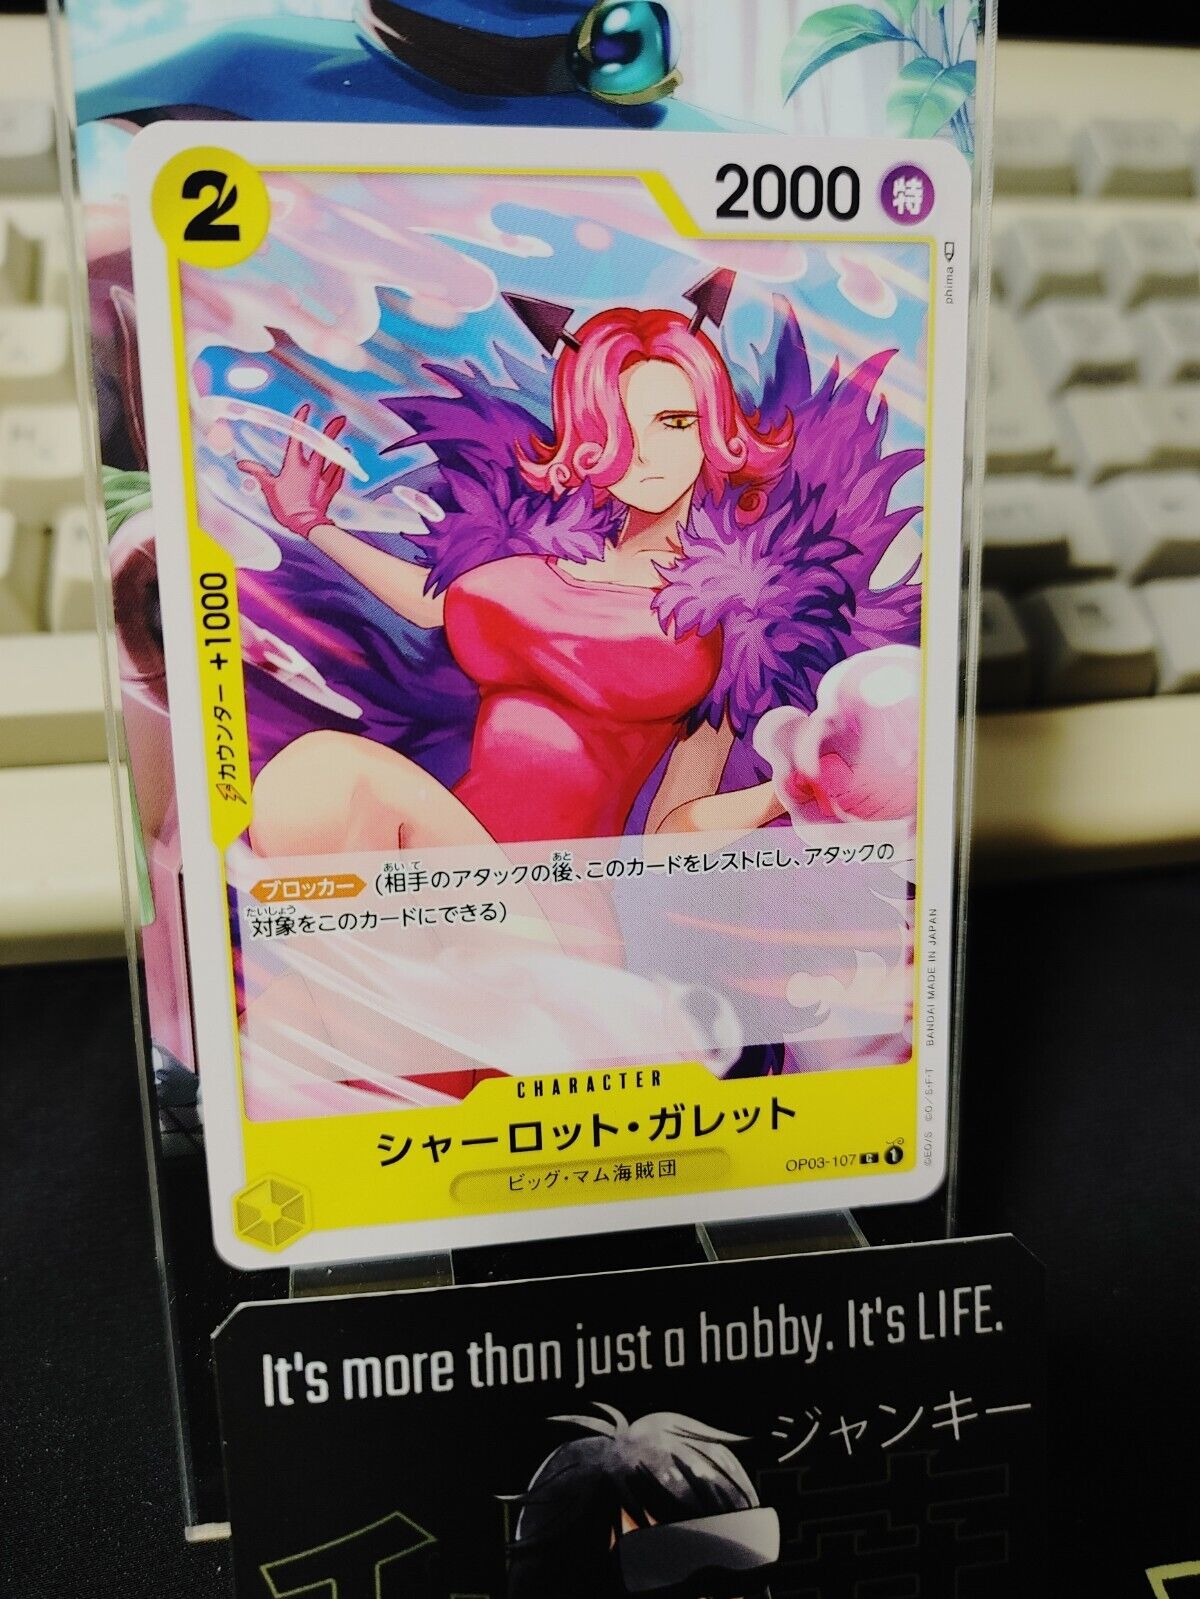 2
2000
特
phima
カウンター +1000
ブロッカー (相手のアタックの後、このカードをレストにし、アタックの
対象をこのカードにできる)
CHARACTER
シャーロット・ガレット
ビッグ・マム海賊団
OP03-107 C 1
©EO/S ©O/S・F・T BANDAI MADE IN JAPAN
It's more than just a hobby. It's LIFE.
ジャンキー